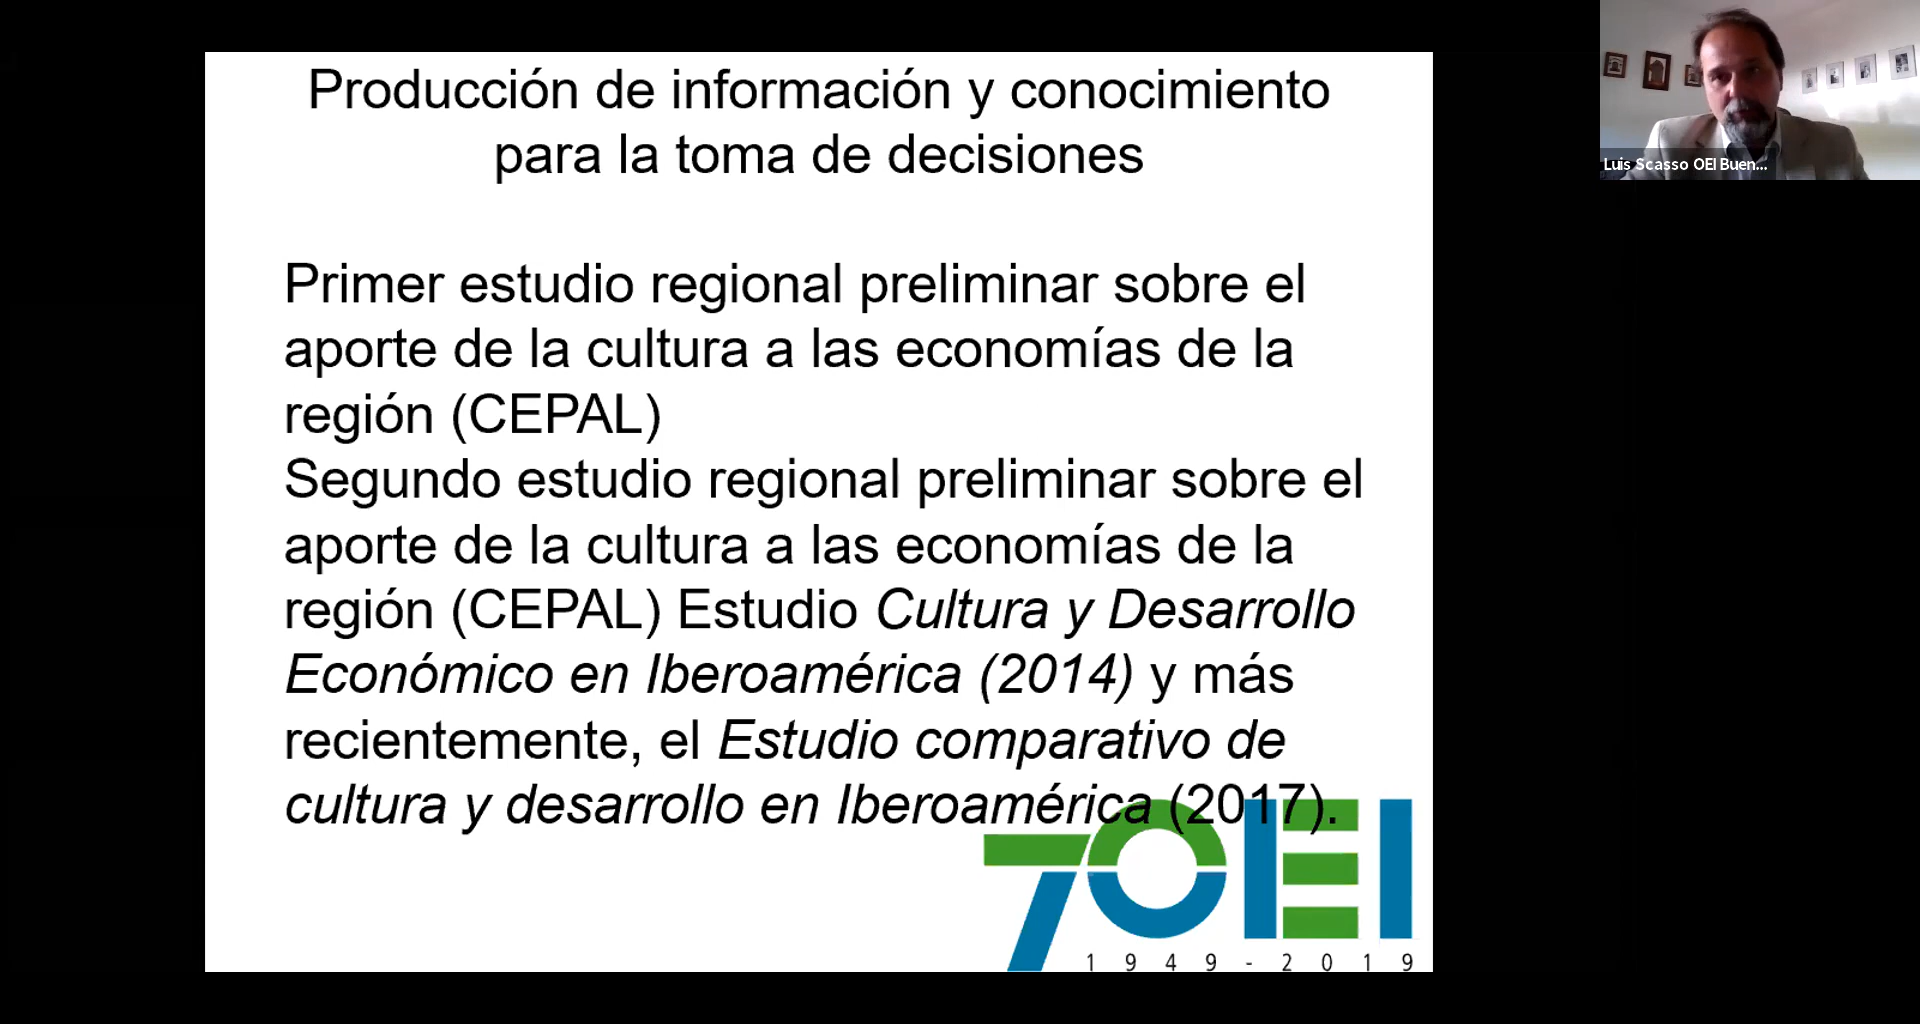 Producción de información y conocimiento
para la toma de decisiones
Primer estudio regional preliminar sobre el
aporte de la cultura a las economías de la
región (CEPAL)
Segundo estudio regional preliminar sobre el
aporte de la cultura a las economías de la
región (CEPAL) Estudio Cultura y Desarrollo
Económico en Iberoamérica (2014) y más
recientemente, el Estudio comparativo de
cultura y desarrollo en Iberoamérica (2017).
70EI
1949-2019
Luis Scasso OEI Buen...